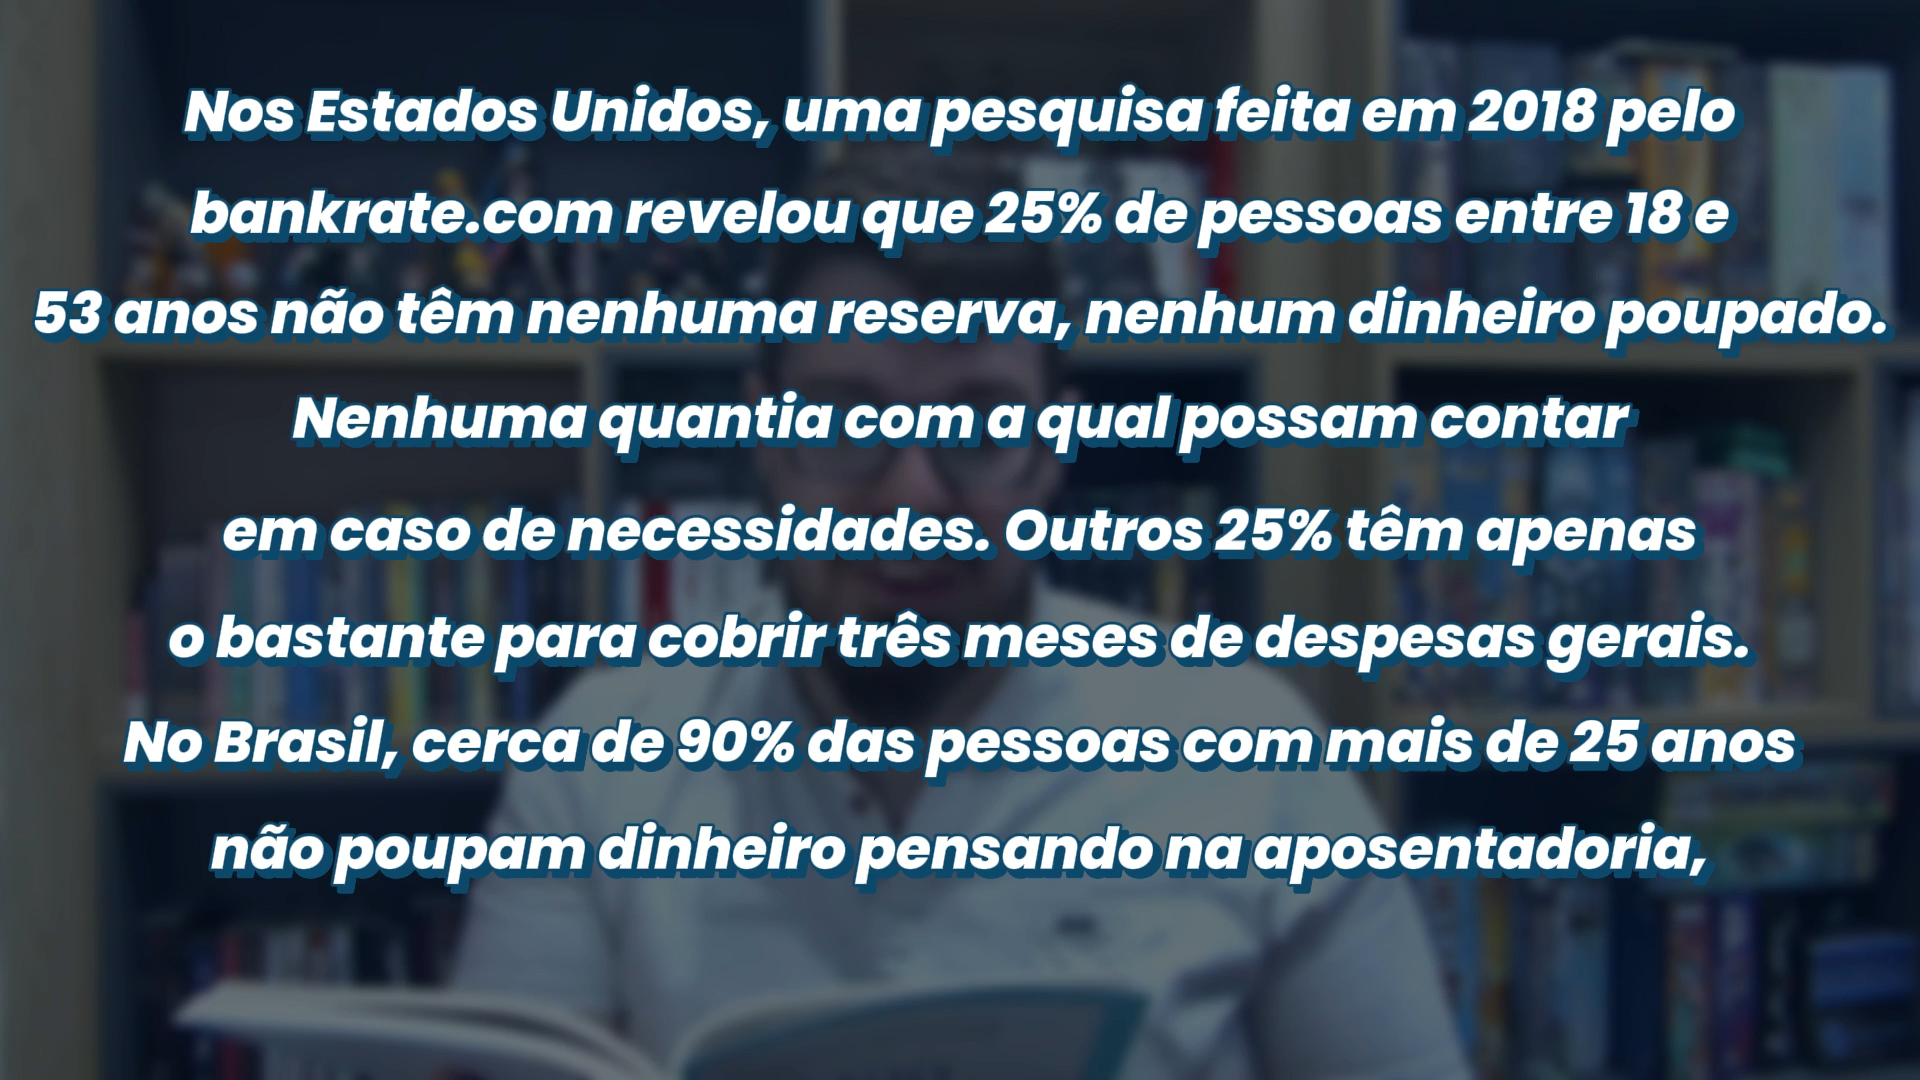 Nos Estados Unidos, uma pesquisa feita em 2018 pelo
bankrate.com revelou que 25% de pessoas entre 18 e
53 anos não têm nenhuma reserva, nenhum dinheiro poupado.
Nenhuma quantia com a qual possam contar
em caso de necessidades. Outros 25% têm apenas
o bastante para cobrir três meses de despesas gerais.
No Brasil, cerca de 90% das pessoas com mais de 25 anos
não poupam dinheiro pensando na aposentadoria,